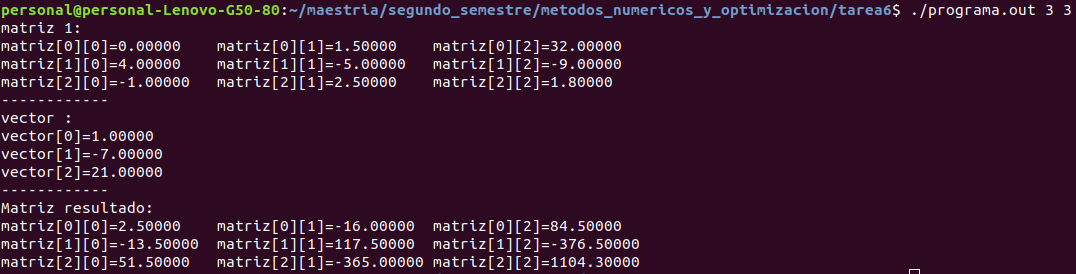 personal@personal-Lenovo-G50-80:~/maestria/segundo_semestre/metodos_numericos_y_optimizacion/tarea6$ ./programa.out 3 3
matriz 1:
matriz[0][0]=0.00000 matriz[0][1]=1.50000 matriz[0][2]=32.00000
matriz[1][0]=4.00000 matriz[1][1]=-5.00000 matriz[1][2]=-9.00000
matriz[2][0]=-1.00000 matriz[2][1]=2.50000 matriz[2][2]=1.80000
------------
vector :
vector[0]=1.00000
vector[1]=-7.00000
vector[2]=21.00000
------------
Matriz resultado:
matriz[0][0]=2.50000 matriz[0][1]=-16.00000 matriz[0][2]=84.50000
matriz[1][0]=-13.50000 matriz[1][1]=117.50000 matriz[1][2]=-376.50000
matriz[2][0]=51.50000 matriz[2][1]=-365.00000 matriz[2][2]=1104.30000